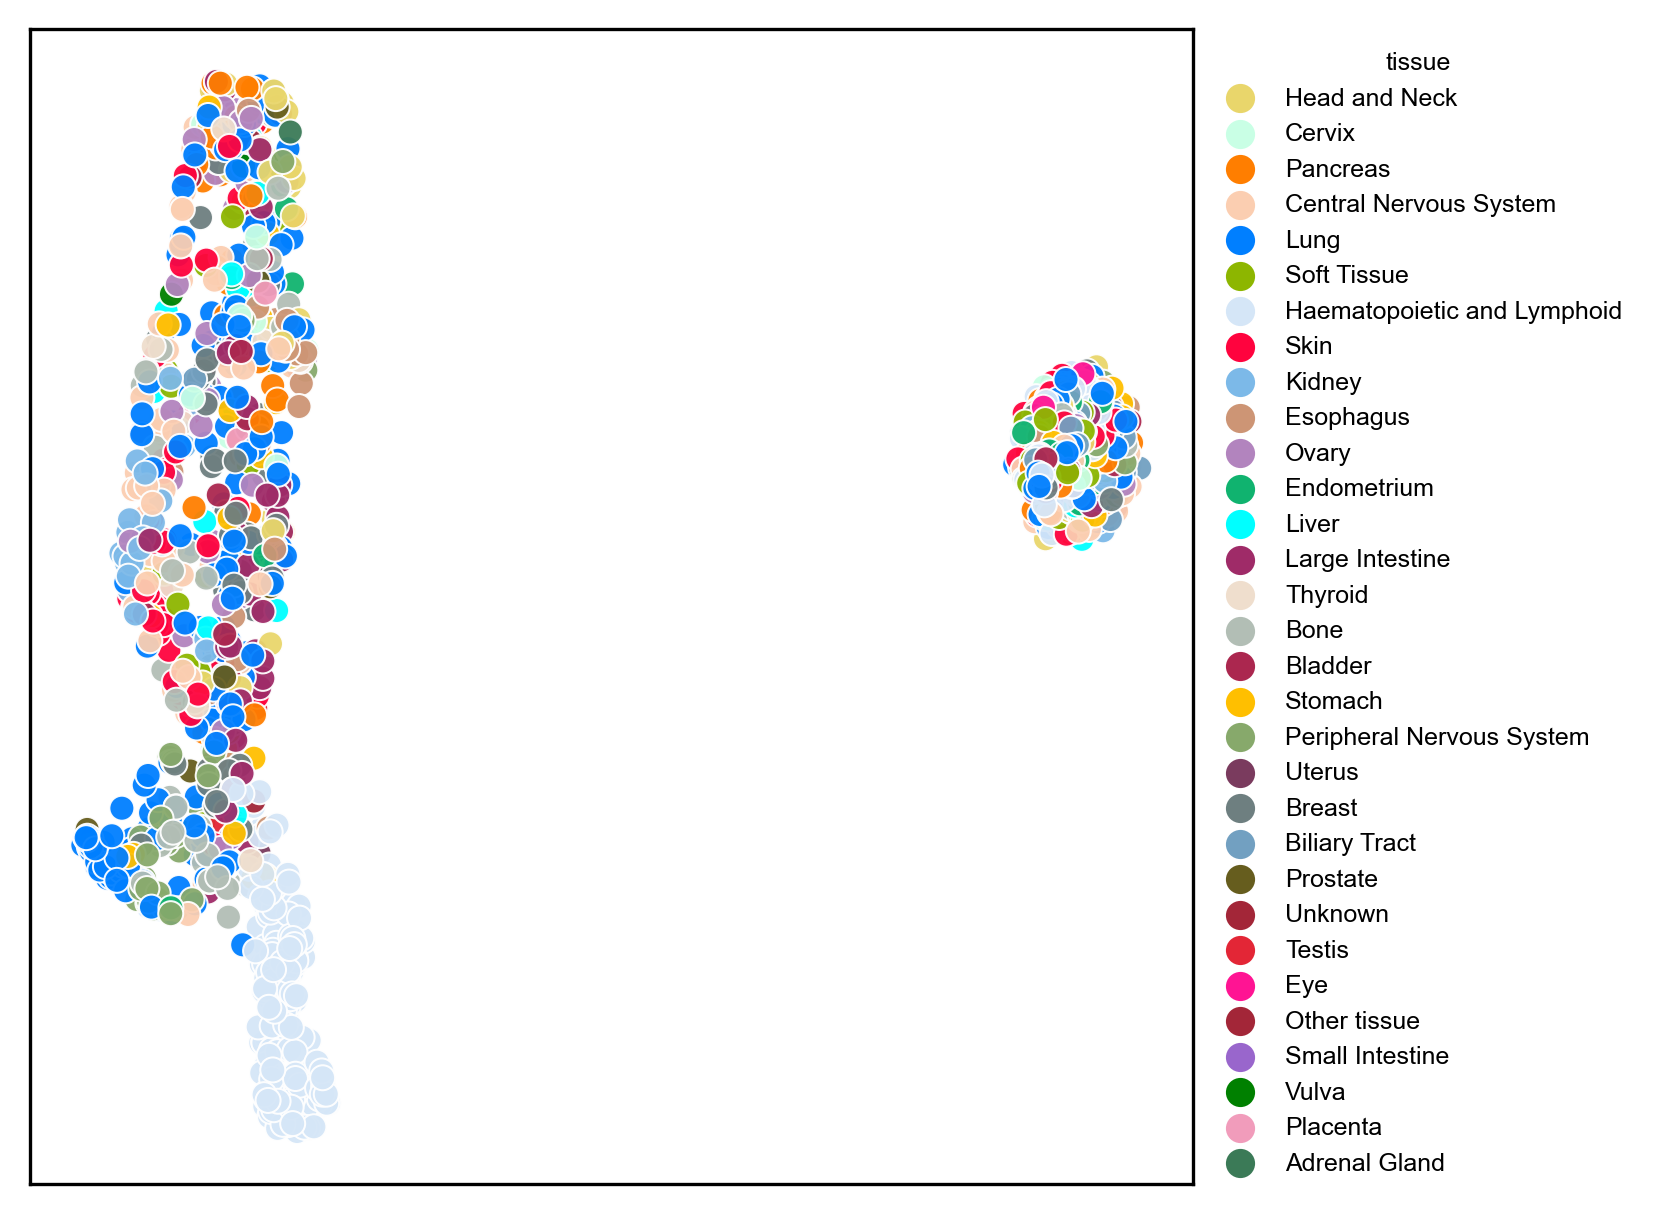 tissue
Head and Neck
Cervix
Pancreas
Central Nervous System
Lung
Soft Tissue
Haematopoietic and Lymphoid
Skin
Kidney
Esophagus
Ovary
Endometrium
Liver
Large Intestine
Thyroid
Bone
Bladder
Stomach
Peripheral Nervous System
Uterus
Breast
Biliary Tract
Prostate
Unknown
Testis
Eye
Other tissue
Small Intestine
Vulva
Placenta
Adrenal Gland